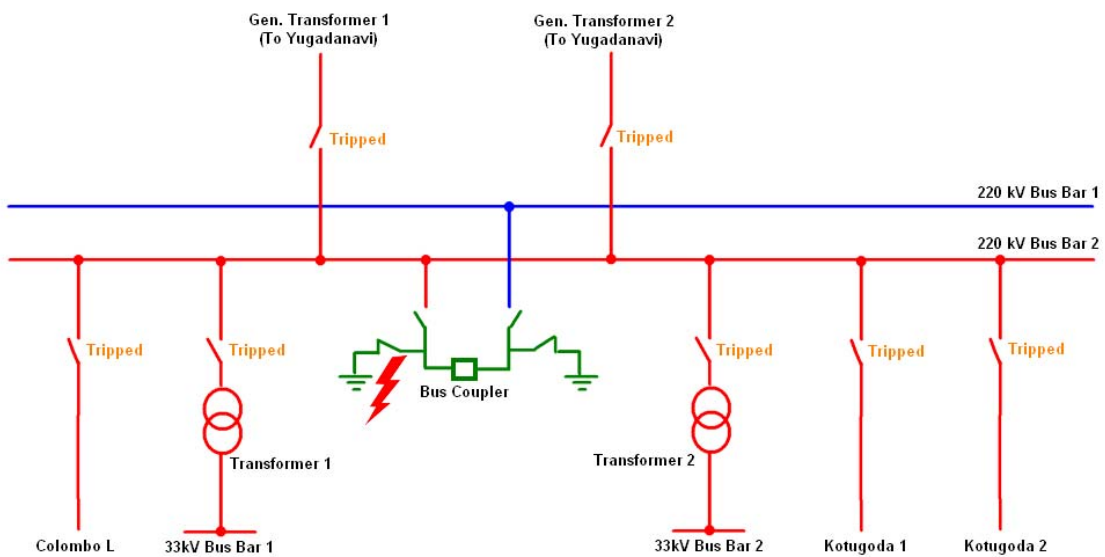 Gen. Transformer 1
(To Yugadanavi)
Gen. Transformer 2
(To Yugadanavi)
Tripped
Tripped
220 kV Bus Bar 1
220 kV Bus Bar 2
Tripped
Tripped
Tripped
Tripped
Tripped
Bus Coupler
Transformer 1
Transformer 2
Colombo L
33kV Bus Bar 1
33kV Bus Bar 2
Kotugoda 1
Kotugoda 2